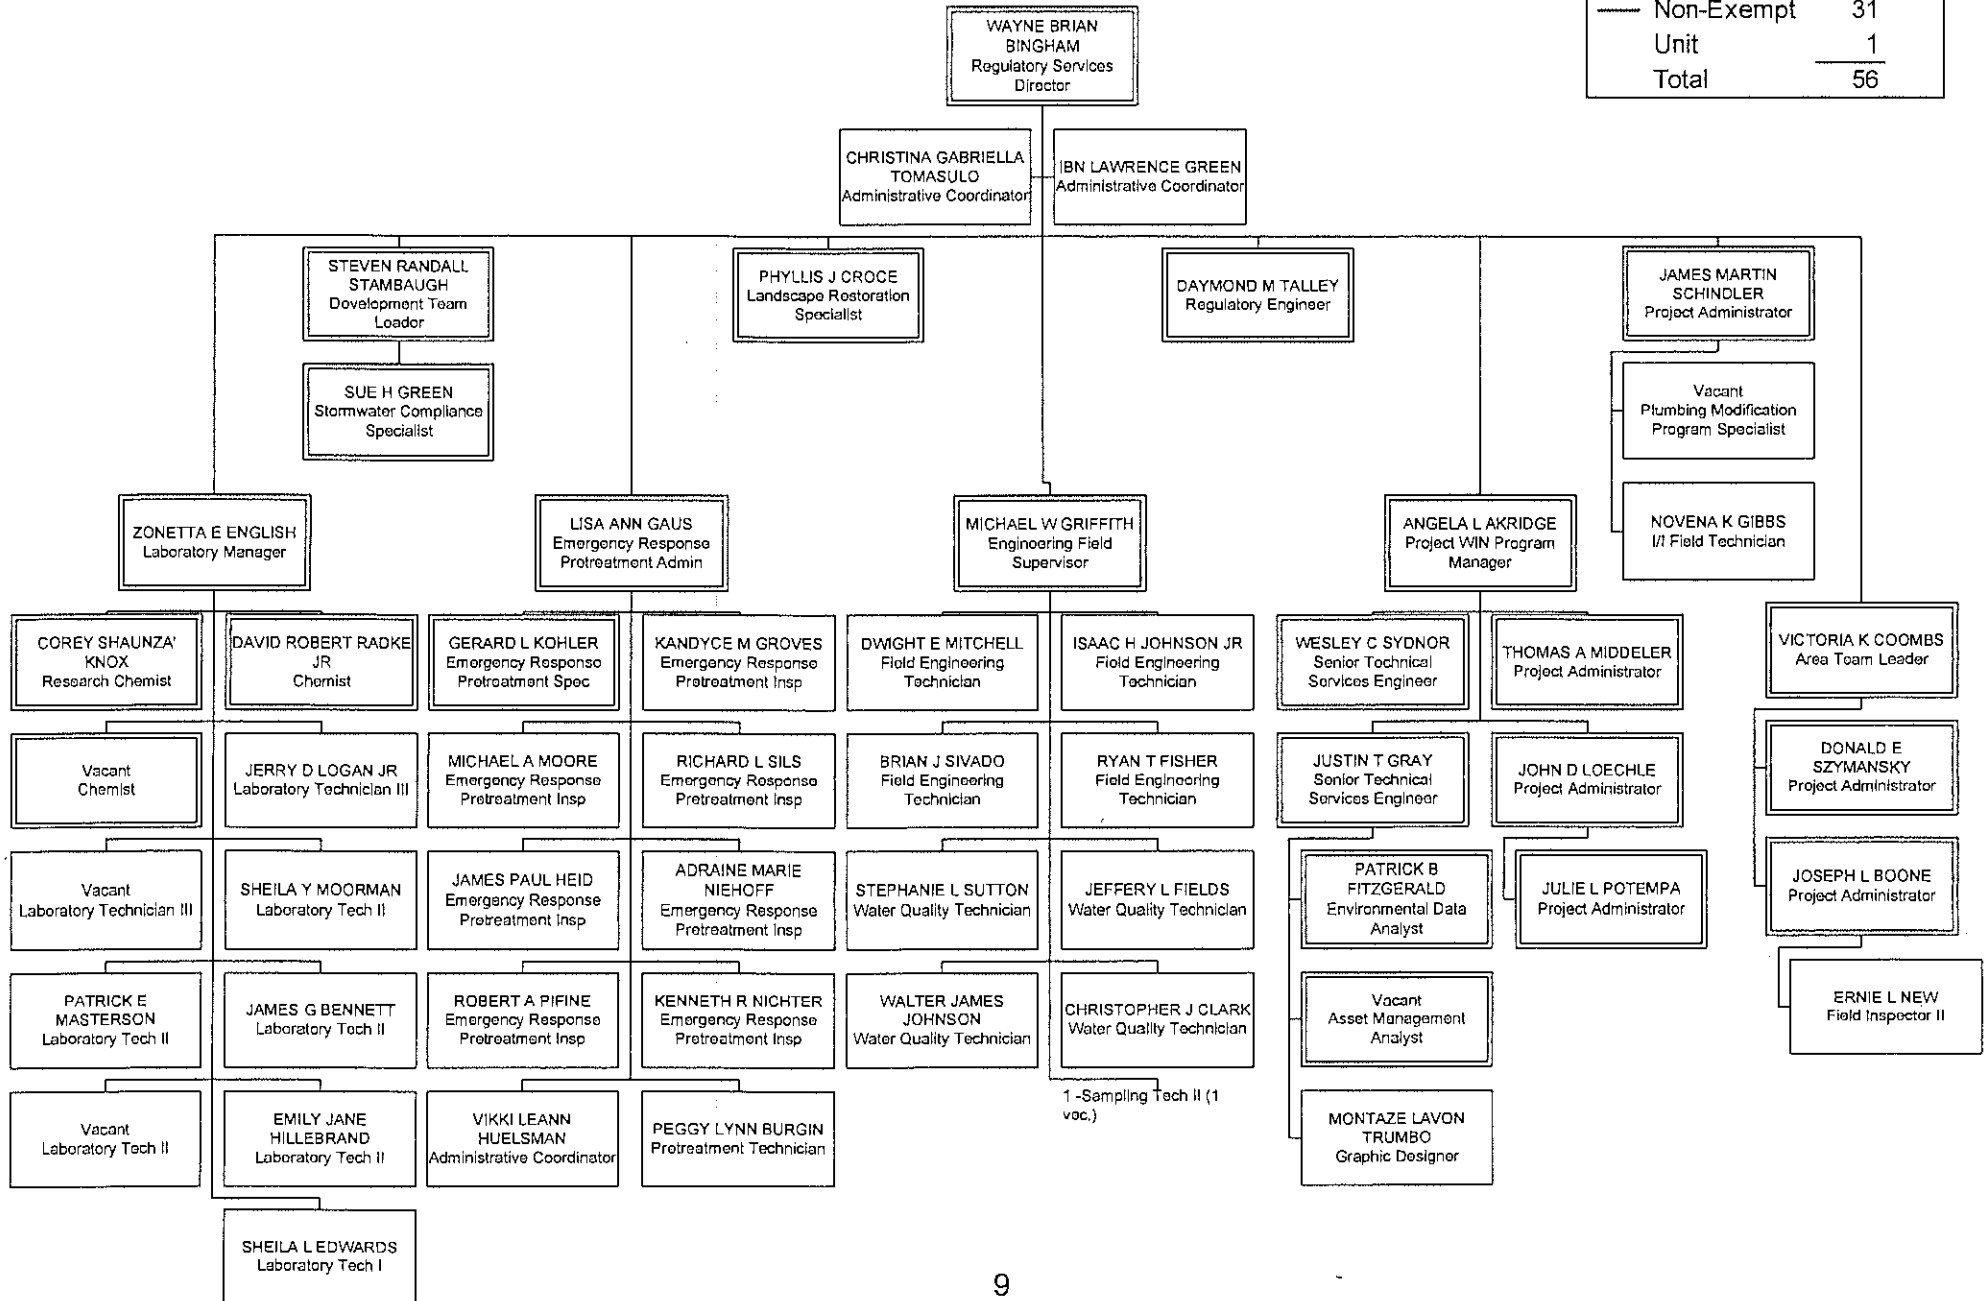 Non-Exempt 31
Unit 1
Total 56
WAYNE BRIAN
BINGHAM
Regulatory Services
Director
CHRISTINA GABRIELLA
TOMASULO
Administrative Coordinator
IBN LAWRENCE GREEN
Administrative Coordinator
STEVEN RANDALL
STAMBAUGH
Development Team
Leader
PHYLLIS J CROCE
Landscape Restoration
Specialist
DAYMOND M TALLEY
Regulatory Engineer
JAMES MARTIN
SCHINDLER
Project Administrator
SUE H GREEN
Stormwater Compliance
Specialist
Vacant
Plumbing Modification
Program Specialist
NOVENA K GIBBS
I/I Field Technician
ZONETTA E ENGLISH
Laboratory Manager
LISA ANN GAUS
Emergency Response
Pretreatment Admin
MICHAEL W GRIFFITH
Engineering Field
Supervisor
ANGELA L AKRIDGE
Project WIN Program
Manager
VICTORIA K COOMBS
Area Team Leader
COREY SHAUNZA'
KNOX
Research Chemist
DAVID ROBERT RADKE
JR
Chemist
GERARD L KOHLER
Emergency Response
Pretreatment Spec
KANDYCE M GROVES
Emergency Response
Pretreatment Insp
DWIGHT E MITCHELL
Field Engineering
Technician
ISAAC H JOHNSON JR
Field Engineering
Technician
WESLEY C SYDNOR
Senior Technical
Services Engineer
THOMAS A MIDDELER
Project Administrator
Vacant
Chemist
JERRY D LOGAN JR
Laboratory Technician III
MICHAEL A MOORE
Emergency Response
Pretreatment Insp
RICHARD L SILS
Emergency Response
Pretreatment Insp
BRIAN J SIVADO
Field Engineering
Technician
RYAN T FISHER
Field Engineering
Technician
JUSTIN T GRAY
Senior Technical
Services Engineer
JOHN D LOECHLE
Project Administrator
DONALD E
SZYMANSKY
Project Administrator
Vacant
Laboratory Technician III
SHEILA Y MOORMAN
Laboratory Tech II
JAMES PAUL HEID
Emergency Response
Pretreatment Insp
ADRAINE MARIE
NIEHOFF
Emergency Response
Pretreatment Insp
STEPHANIE L SUTTON
Water Quality Technician
JEFFERY L FIELDS
Water Quality Technician
PATRICK B
FITZGERALD
Environmental Data
Analyst
JULIE L POTEMPA
Project Administrator
JOSEPH L BOONE
Project Administrator
PATRICK E
MASTERSON
Laboratory Tech II
JAMES G BENNETT
Laboratory Tech II
ROBERT A PIFINE
Emergency Response
Pretreatment Insp
KENNETH R NICHTER
Emergency Response
Pretreatment Insp
WALTER JAMES
JOHNSON
Water Quality Technician
CHRISTOPHER J CLARK
Water Quality Technician
Vacant
Asset Management
Analyst
ERNIE L NEW
Field Inspector II
Vacant
Laboratory Tech II
EMILY JANE
HILLEBRAND
Laboratory Tech II
VIKKI LEANN
HUELSMAN
Administrative Coordinator
PEGGY LYNN BURGIN
Pretreatment Technician
1 -Sampling Tech II (1
vac.)
MONTAZE LAVON
TRUMBO
Graphic Designer
SHEILA L EDWARDS
Laboratory Tech I
9